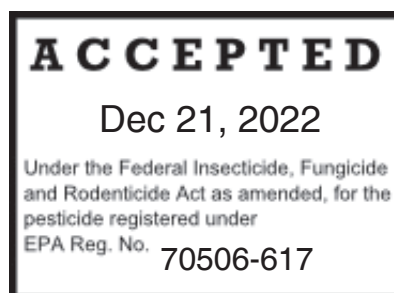 ACCEPTED
Dec 21, 2022
Under the Federal Insecticide, Fungicide
and Rodenticide Act as amended, for the
pesticide registered under
EPA Reg. No. 70506-617